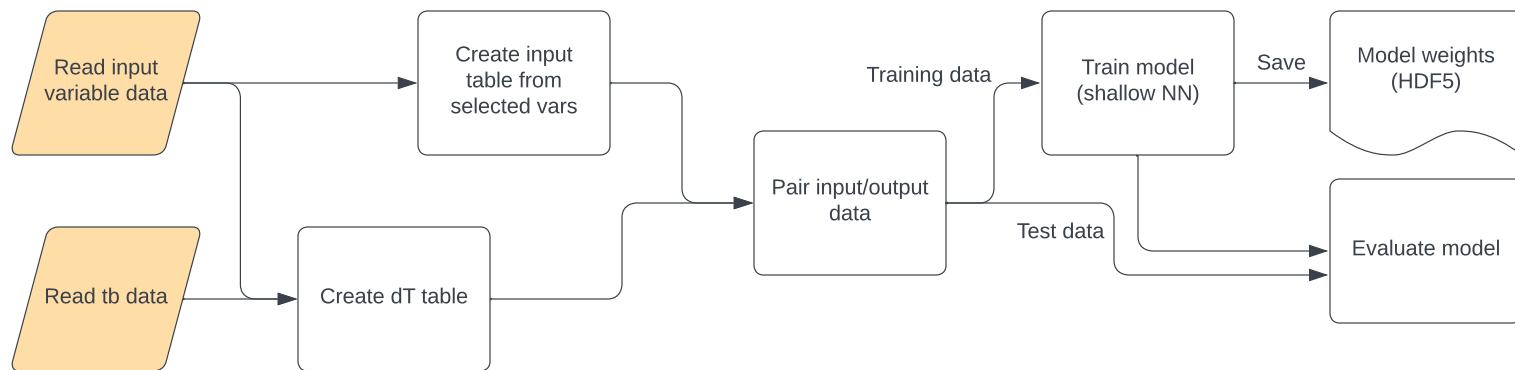 Read input
variable data
Create input
table from
selected vars
Training data
Train model
(shallow NN)
Save
Model weights
(HDF5)
Pair input/output
data
Test data
Evaluate model
Read tb data
Create dT table